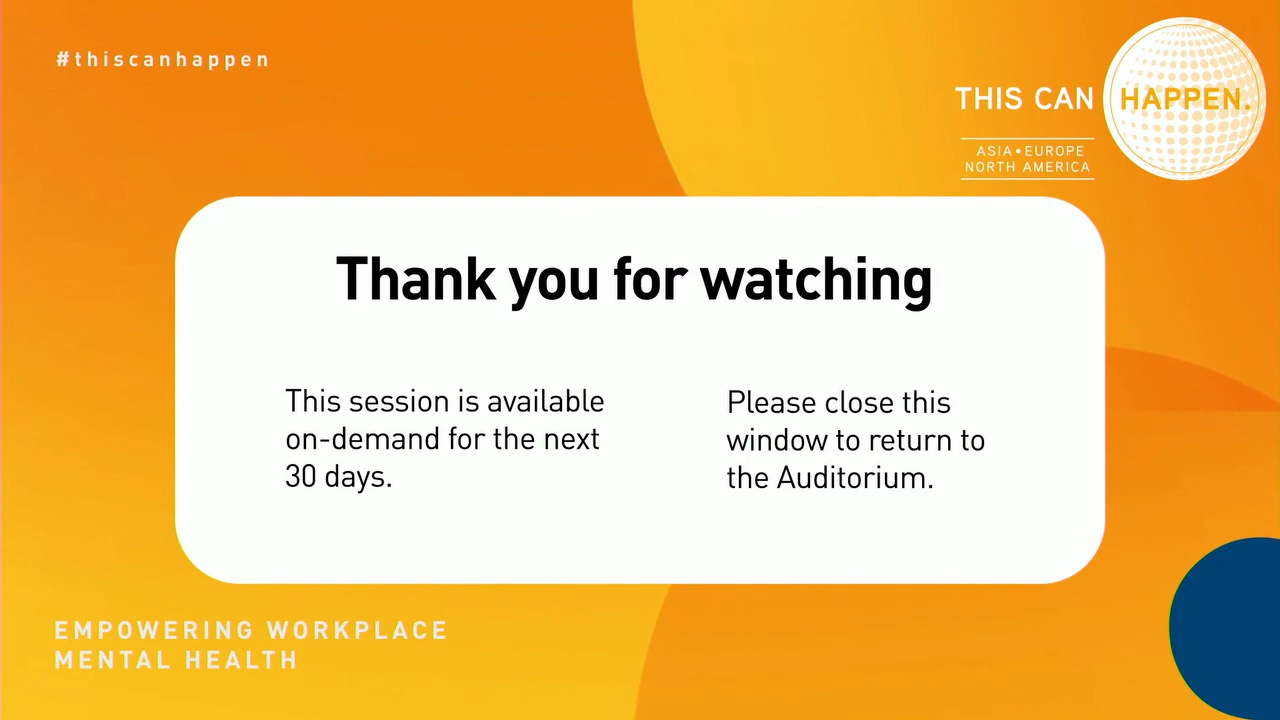 #thiscanhappen
THIS CAN HAPPEN.
ASIA•EUROPE
NORTH AMERICA
Thank you for watching
This session is available
on-demand for the next
30 days.
Please close this
window to return to
the Auditorium.
EMPOWERING WORKPLACE
MENTAL HEALTH